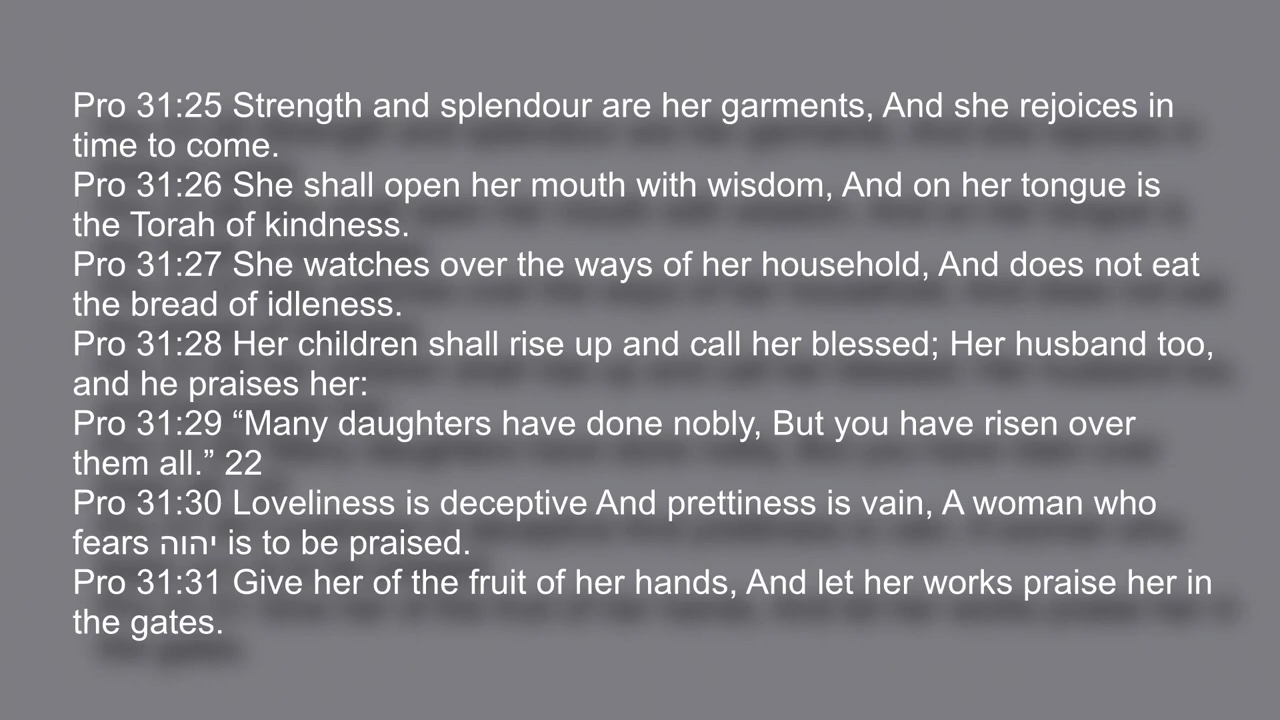 Pro 31:25 Strength and splendour are her garments, And she rejoices in
time to come.
Pro 31:26 She shall open her mouth with wisdom, And on her tongue is
the Torah of kindness.
Pro 31:27 She watches over the ways of her household, And does not eat
the bread of idleness.
Pro 31:28 Her children shall rise up and call her blessed; Her husband too,
and he praises her:
Pro 31:29 “Many daughters have done nobly, But you have risen over
them all.” 22
Pro 31:30 Loveliness is deceptive And prettiness is vain, A woman who
fears יהוה is to be praised.
Pro 31:31 Give her of the fruit of her hands, And let her works praise her in
the gates.